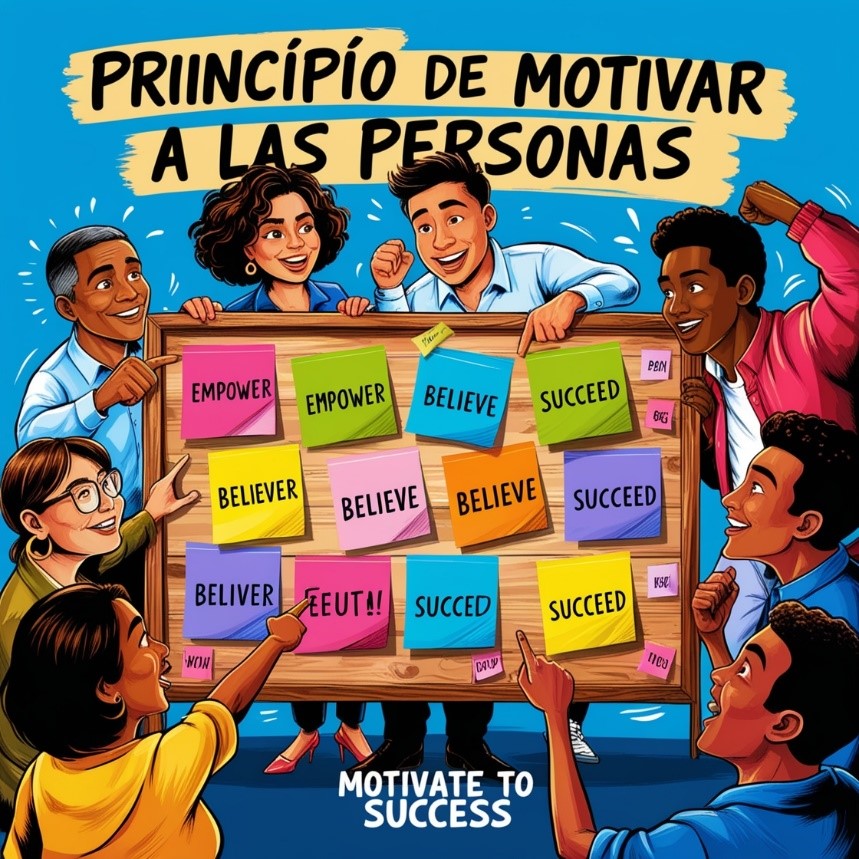 PRIINCÍPÍO DE MOTIVAR
A LAS PERSONAS
EMPOWER
EMPOWER
BELIEVE
SUCCEED
BELIEVER
BELIEVE
BELIEVE
SUCCEED
BELIVER
SUCCED
SUCCEED
MOTIVATE TO
SUCCESS